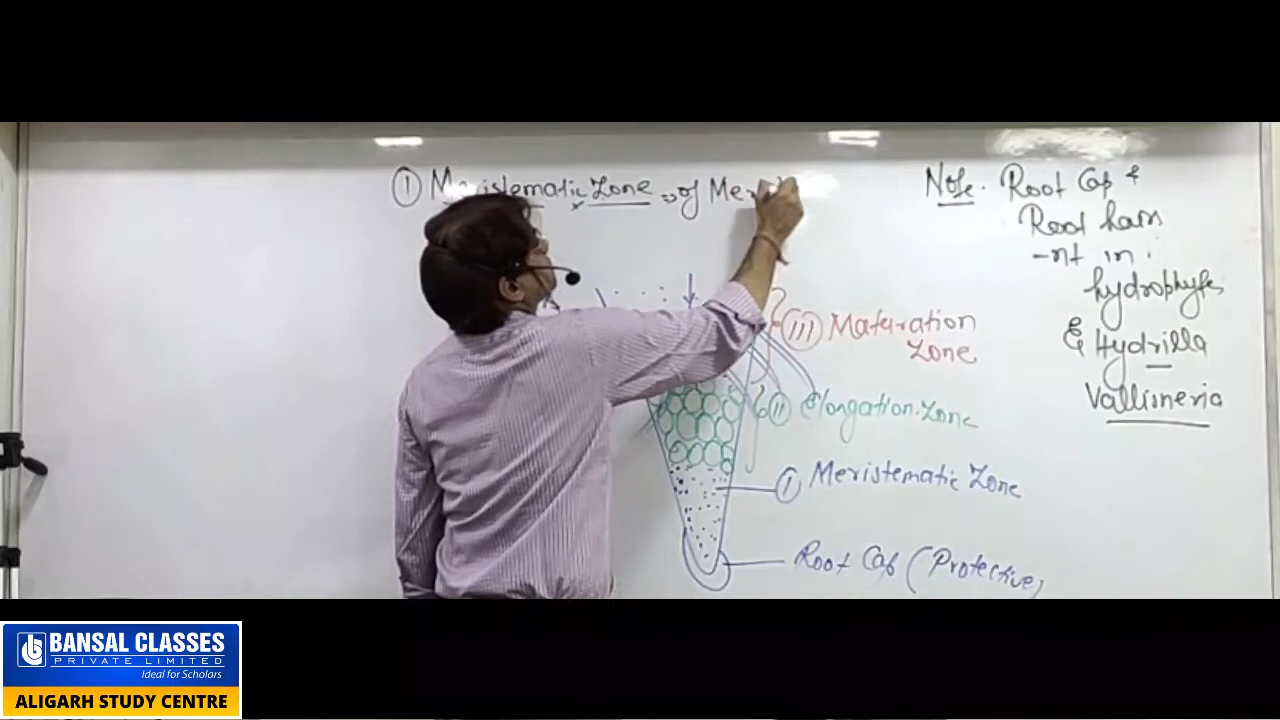 ① Meristematic Zone ⇒ of Me
Note. Root Cap &
Root hairs
-nt in
hydrophytes
& Hydrilla
Vallisneria
(III) Maturation
Zone
(II) Elongation Zone
(I) Meristematic Zone
Root Cap (Protective)
BANSAL CLASSES
PRIVATE LIMITED
Ideal for Scholars
ALIGARH STUDY CENTRE